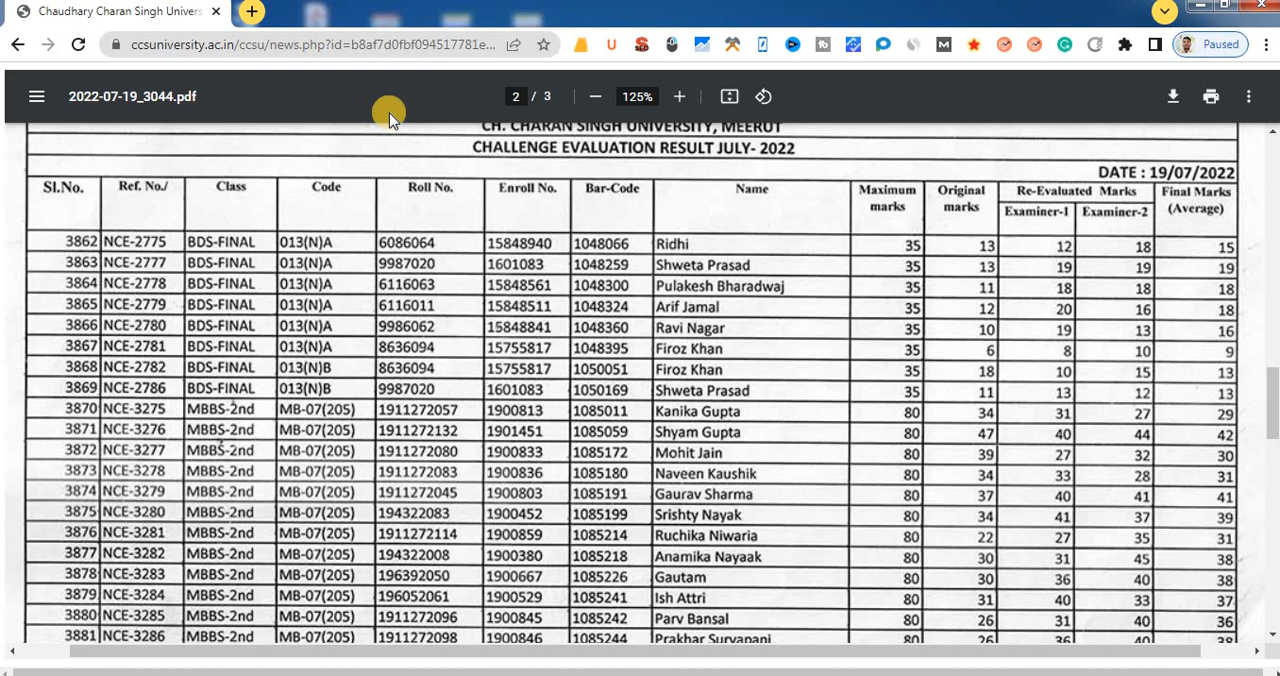 Chaudhary Charan Singh Univers
ccsuniversity.ac.in/ccsu/news.php?id=b8af7d0fbf094517781e... Paused
2022-07-19_3044.pdf 2 / 3 125%
CH. CHARAN SINGH UNIVERSITY, MEERUT
CHALLENGE EVALUATION RESULT JULY- 2022
DATE : 19/07/2022
Sl.No. Ref. No./ Class Code Roll No. Enroll No. Bar-Code Name Maximum marks Original marks Re-Evaluated Marks Final Marks (Average)
Examiner-1 Examiner-2
3862 NCE-2775 BDS-FINAL 013(N)A 6086064 15848940 1048066 Ridhi 35 13 12 18 15
3863 NCE-2777 BDS-FINAL 013(N)A 9987020 1601083 1048259 Shweta Prasad 35 13 19 19 19
3864 NCE-2778 BDS-FINAL 013(N)A 6116063 15848561 1048300 Pulakesh Bharadwaj 35 11 18 18 18
3865 NCE-2779 BDS-FINAL 013(N)A 6116011 15848511 1048324 Arif Jamal 35 12 20 16 18
3866 NCE-2780 BDS-FINAL 013(N)A 9986062 15848841 1048360 Ravi Nagar 35 10 19 13 16
3867 NCE-2781 BDS-FINAL 013(N)A 8636094 15755817 1048395 Firoz Khan 35 6 8 10 9
3868 NCE-2782 BDS-FINAL 013(N)B 8636094 15755817 1050051 Firoz Khan 35 18 10 15 13
3869 NCE-2786 BDS-FINAL 013(N)B 9987020 1601083 1050169 Shweta Prasad 35 11 13 12 13
3870 NCE-3275 MBBS-2nd MB-07(205) 1911272057 1900813 1085011 Kanika Gupta 80 34 31 27 29
3871 NCE-3276 MBBS-2nd MB-07(205) 1911272132 1901451 1085059 Shyam Gupta 80 47 40 44 42
3872 NCE-3277 MBBS-2nd MB-07(205) 1911272080 1900833 1085172 Mohit Jain 80 39 27 32 30
3873 NCE-3278 MBBS-2nd MB-07(205) 1911272083 1900836 1085180 Naveen Kaushik 80 34 33 28 31
3874 NCE-3279 MBBS-2nd MB-07(205) 1911272045 1900803 1085191 Gaurav Sharma 80 37 40 41 41
3875 NCE-3280 MBBS-2nd MB-07(205) 194322083 1900452 1085199 Srishty Nayak 80 34 41 37 39
3876 NCE-3281 MBBS-2nd MB-07(205) 1911272114 1900859 1085214 Ruchika Niwaria 80 22 27 35 31
3877 NCE-3282 MBBS-2nd MB-07(205) 194322008 1900380 1085218 Anamika Nayaak 80 30 31 45 38
3878 NCE-3283 MBBS-2nd MB-07(205) 196392050 1900667 1085226 Gautam 80 30 36 40 38
3879 NCE-3284 MBBS-2nd MB-07(205) 196052061 1900529 1085241 Ish Attri 80 31 40 33 37
3880 NCE-3285 MBBS-2nd MB-07(205) 1911272096 1900845 1085242 Parv Bansal 80 26 31 40 36
3881 NCE-3286 MBBS-2nd MB-07(205) 1911272098 1900846 1085244 Prakhar 80 26 36 40 38